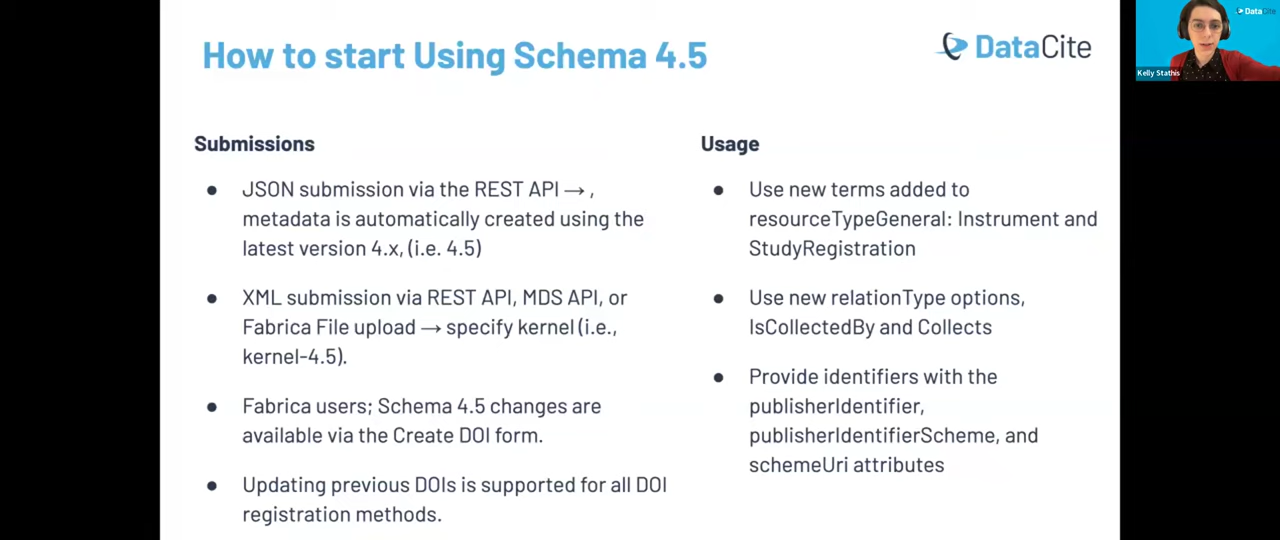 How to start Using Schema 4.5
DataCite
Submissions
● JSON submission via the REST API → ,
metadata is automatically created using the
latest version 4.x, (i.e. 4.5)
● XML submission via REST API, MDS API, or
Fabrica File upload → specify kernel (i.e.,
kernel-4.5).
● Fabrica users; Schema 4.5 changes are
available via the Create DOI form.
● Updating previous DOIs is supported for all DOI
registration methods.
Usage
● Use new terms added to
resourceTypeGeneral: Instrument and
StudyRegistration
● Use new relationType options,
IsCollectedBy and Collects
● Provide identifiers with the
publisherIdentifier,
publisherIdentifierScheme, and
schemeUri attributes
DataCite
Kelly Stathis